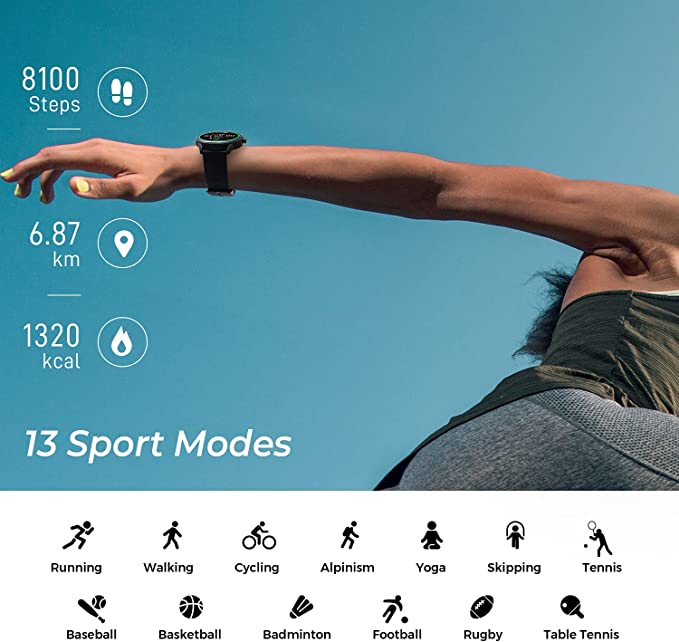 8100
Steps
6.87
km
1320
kcal
13 Sport Modes
Running Walking Cycling Alpinism Yoga Skipping Tennis
Baseball Basketball Badminton Football Rugby Table Tennis